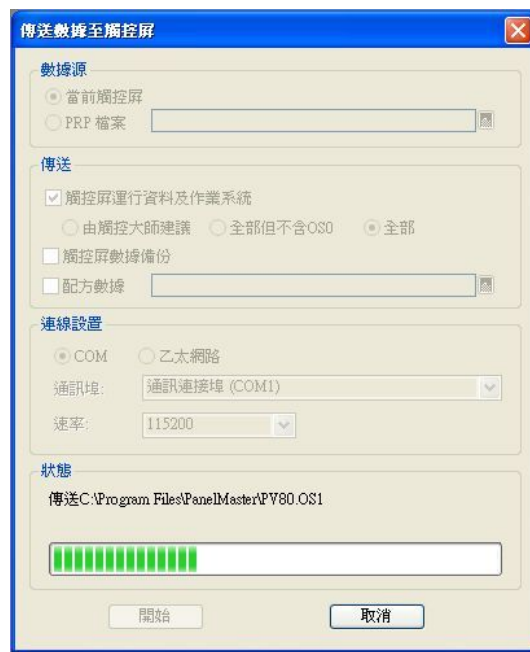 傳送數據至觸控屏
數據源
當前觸控屏
PRP 檔案
傳送
觸控屏運行資料及作業系統
由觸控大師建議 全部但不含OS0 全部
觸控屏數據備份
配方數據
連線設置
COM 乙太網路
通訊埠: 通訊連接埠 (COM1)
速率: 115200
狀態
傳送C:\Program Files\PanelMaster\PV80.OS1
開始 取消